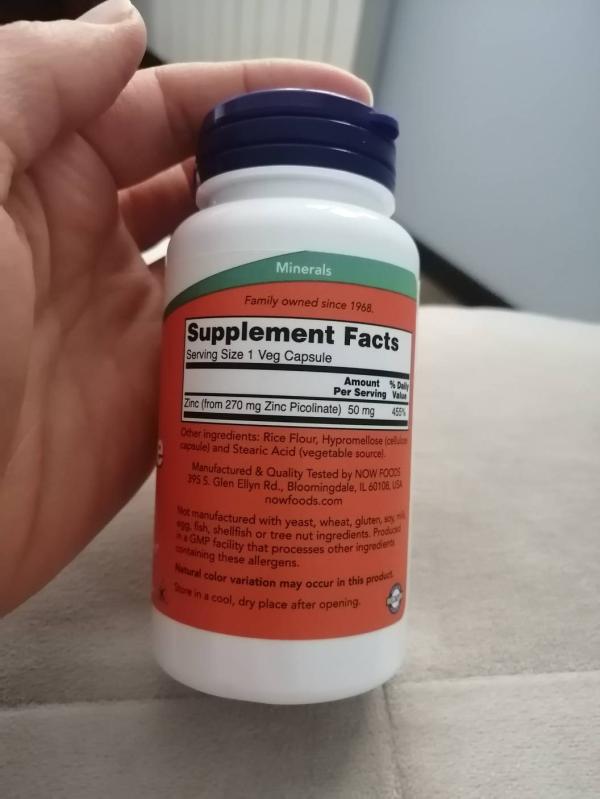 Minerals
Family owned since 1968.
Supplement Facts
Serving Size 1 Veg Capsule
Amount % Daily
Per Serving Value
Zinc (from 270 mg Zinc Picolinate) 50 mg 455%
Other ingredients: Rice Flour, Hypromellose (cellulose
capsule) and Stearic Acid (vegetable source).
Manufactured & Quality Tested by NOW FOODS
395 S. Glen Ellyn Rd., Bloomingdale, IL 60108, USA
nowfoods.com
Not manufactured with yeast, wheat, gluten, soy, milk,
egg, fish, shellfish or tree nut ingredients. Produced
in a GMP facility that processes other ingredients
containing these allergens.
Natural color variation may occur in this product.
Store in a cool, dry place after opening.